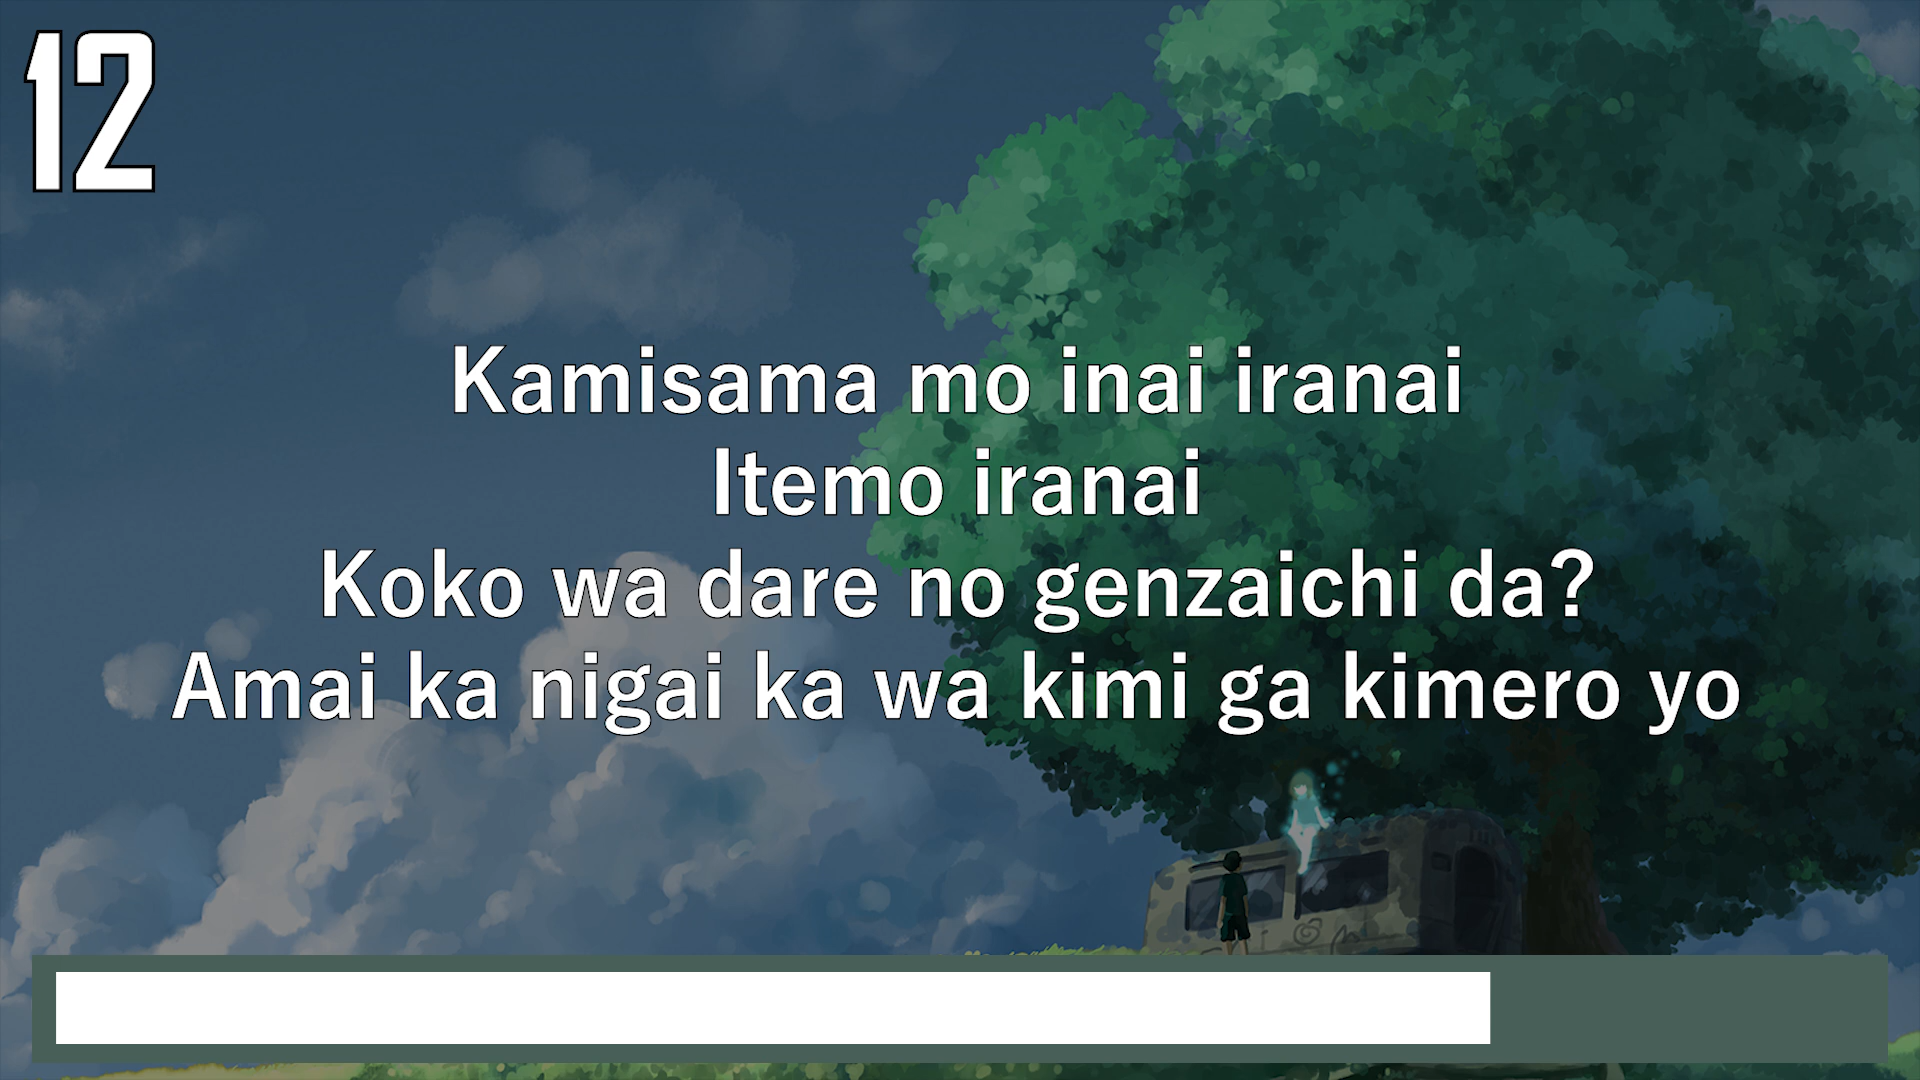 12
Kamisama mo inai iranai
Itemo iranai
Koko wa dare no genzaichi da?
Amai ka nigai ka wa kimi ga kimero yo